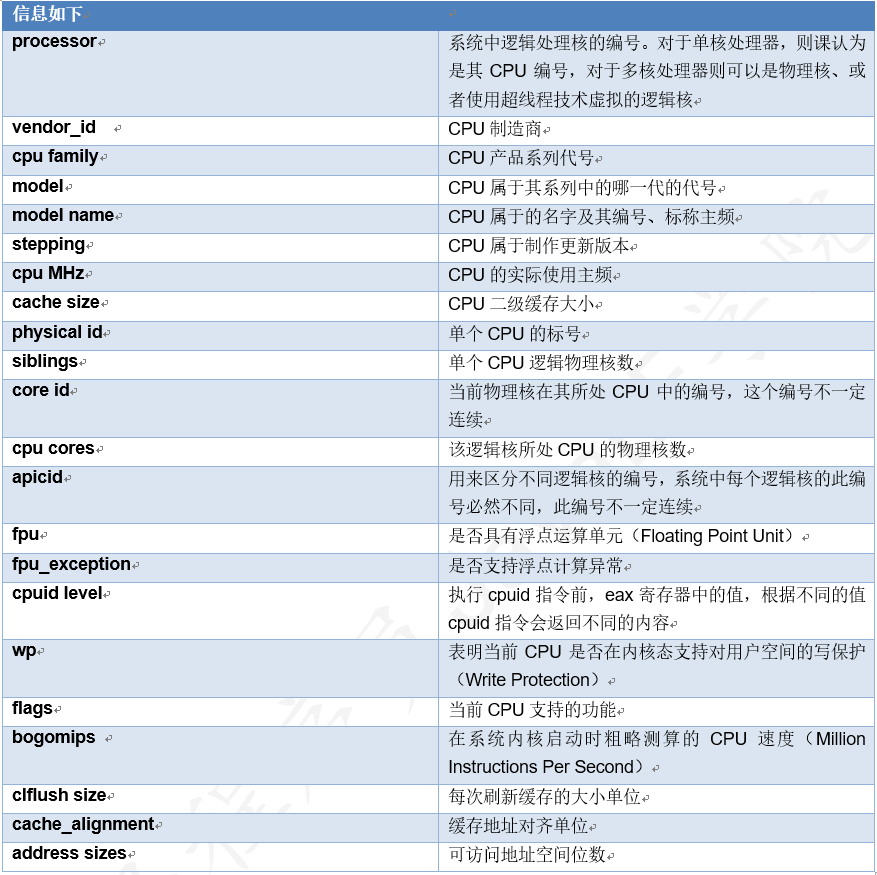 信息如下
processor
系统中逻辑处理核的编号。对于单核处理器，则课认为
是其 CPU 编号，对于多核处理器则可以是物理核、或
者使用超线程技术虚拟的逻辑核
vendor_id
CPU 制造商
cpu family
CPU 产品系列代号
model
CPU 属于其系列中的哪一代的代号
model name
CPU 属于的名字及其编号、标称主频
stepping
CPU 属于制作更新版本
cpu MHz
CPU 的实际使用主频
cache size
CPU 二级缓存大小
physical id
单个 CPU 的标号
siblings
单个 CPU 逻辑物理核数
core id
当前物理核在其所处 CPU 中的编号，这个编号不一定
连续
cpu cores
该逻辑核所处 CPU 的物理核数
apicid
用来区分不同逻辑核的编号，系统中每个逻辑核的此编
号必然不同，此编号不一定连续
fpu
是否具有浮点运算单元（Floating Point Unit）
fpu_exception
是否支持浮点计算异常
cpuid level
执行 cpuid 指令前，eax 寄存器中的值，根据不同的值
cpuid 指令会返回不同的内容
wp
表明当前 CPU 是否在内核态支持对用户空间的写保护
（Write Protection）
flags
当前 CPU 支持的功能
bogomips
在系统内核启动时粗略测算的 CPU 速度（Million
Instructions Per Second）
clflush size
每次刷新缓存的大小单位
cache_alignment
缓存地址对齐单位
address sizes
可访问地址空间位数